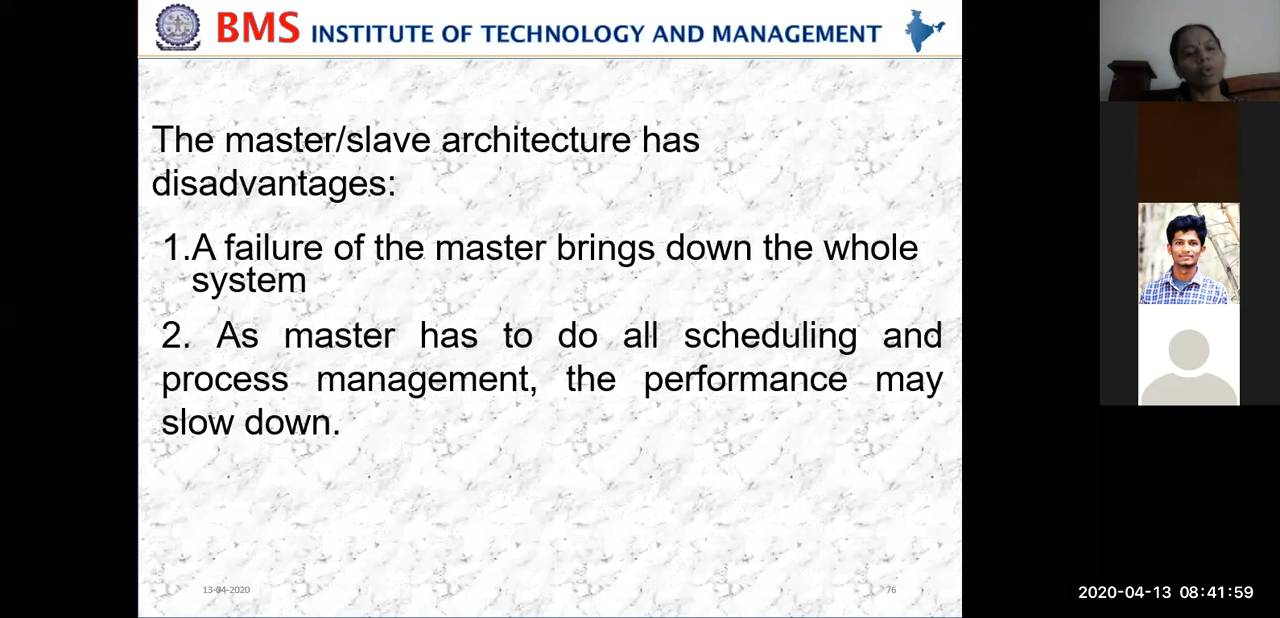 BMS INSTITUTE OF TECHNOLOGY AND MANAGEMENT
The master/slave architecture has
disadvantages:
1.A failure of the master brings down the whole
system
2. As master has to do all scheduling and
process management, the performance may
slow down.
13-04-2020
76
2020-04-13 08:41:59